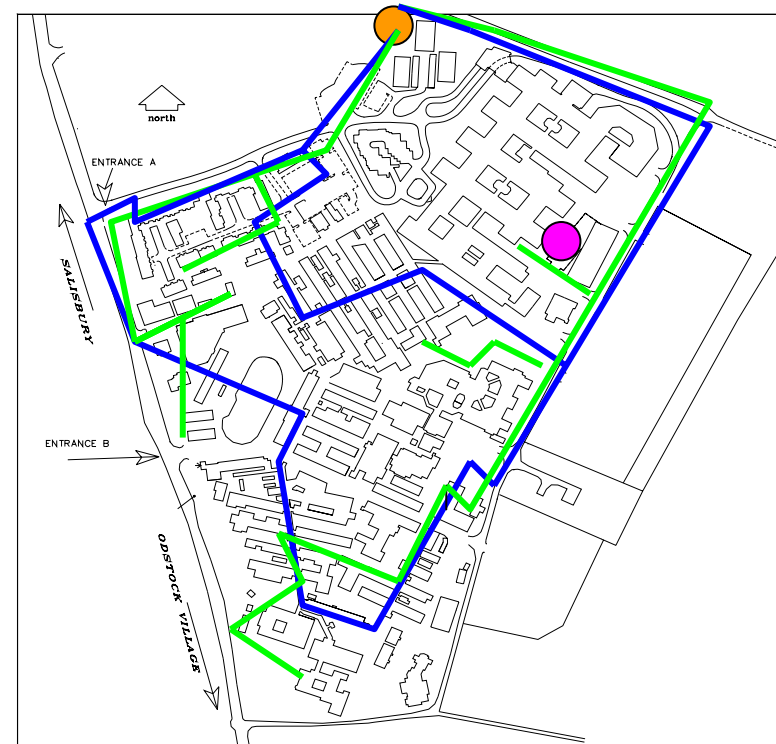 north
ENTRANCE A
SALISBURY
ENTRANCE B
ODSTOCK VILLAGE